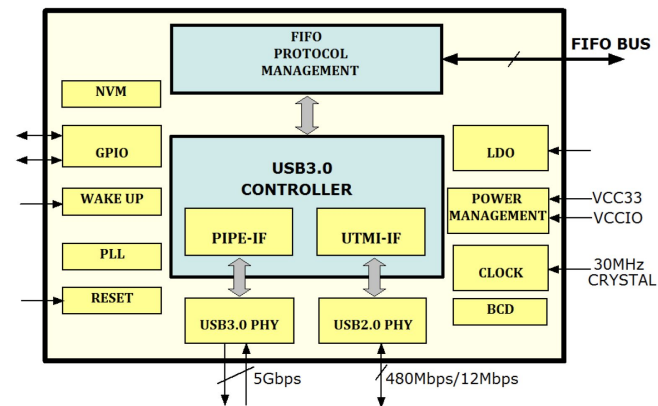 FIFO
PROTOCOL
MANAGEMENT
FIFO BUS
NVM
GPIO
WAKE UP
PLL
RESET
USB3.0
CONTROLLER
PIPE-IF
UTMI-IF
LDO
POWER
MANAGEMENT
VCC33
VCCIO
CLOCK
30MHz
CRYSTAL
BCD
USB3.0 PHY
USB2.0 PHY
5Gbps
480Mbps/12Mbps